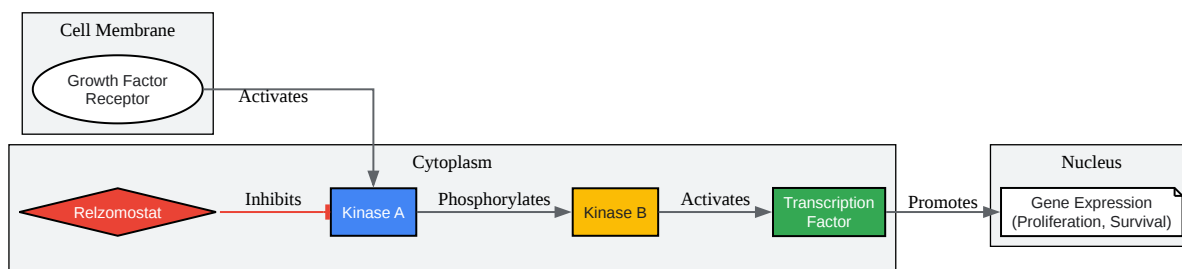 Cell Membrane
Growth Factor
Receptor
Activates
Cytoplasm
Nucleus
Relzomostat
Inhibits
Kinase A
Phosphorylates
Kinase B
Activates
Transcription
Factor
Promotes
Gene Expression
(Proliferation, Survival)